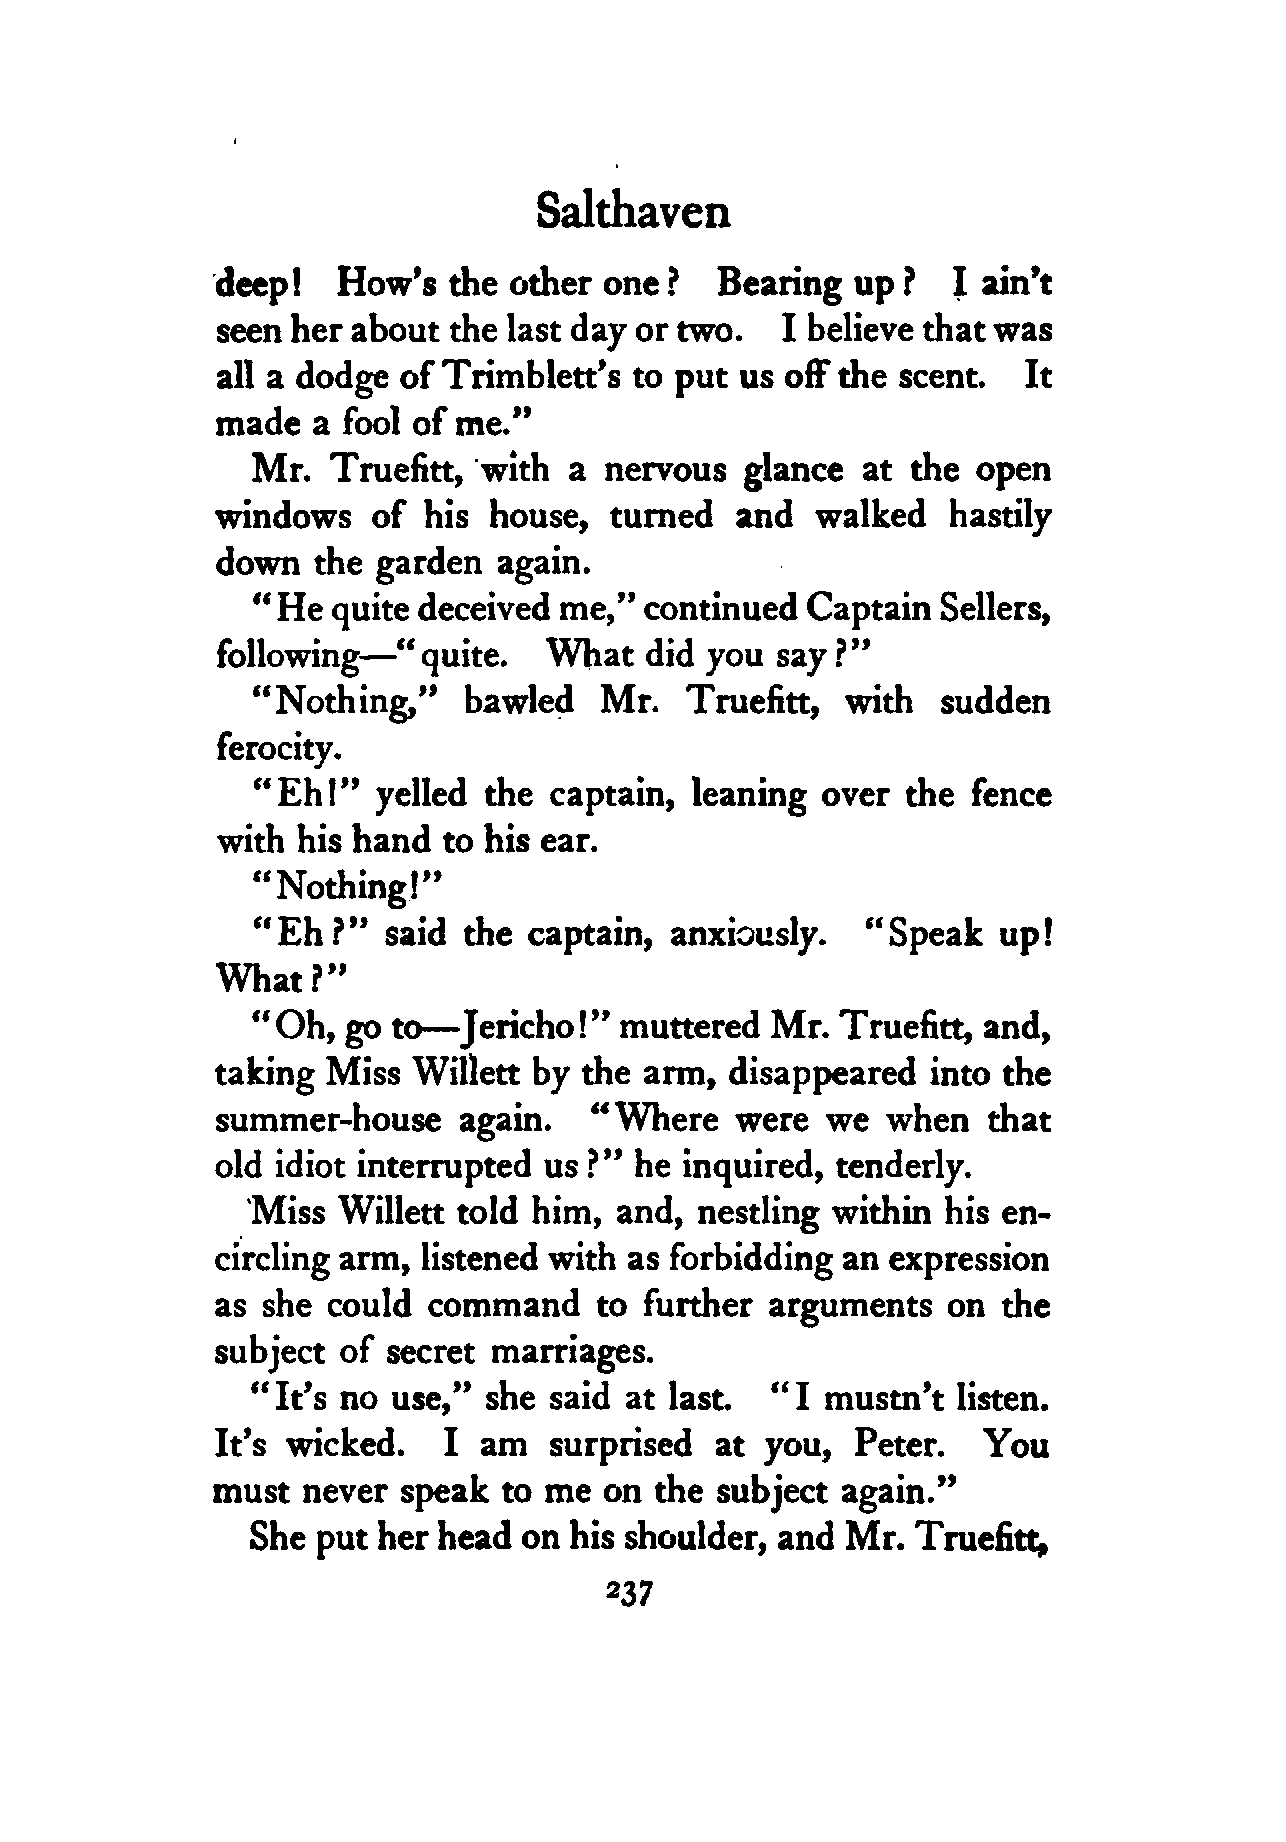 Salthaven
deep! How's the other one? Bearing up? I ain't
seen her about the last day or two. I believe that was
all a dodge of Trimblett's to put us off the scent. It
made a fool of me."
Mr. Truefitt, with a nervous glance at the open
windows of his house, turned and walked hastily
down the garden again.
"He quite deceived me," continued Captain Sellers,
following—"quite. What did you say?"
"Nothing," bawled Mr. Truefitt, with sudden
ferocity.
"Eh!" yelled the captain, leaning over the fence
with his hand to his ear.
"Nothing!"
"Eh?" said the captain, anxiously. "Speak up!
What?"
"Oh, go to—Jericho!" muttered Mr. Truefitt, and,
taking Miss Willett by the arm, disappeared into the
summer-house again. "Where were we when that
old idiot interrupted us?" he inquired, tenderly.
Miss Willett told him, and, nestling within his en-
circling arm, listened with as forbidding an expression
as she could command to further arguments on the
subject of secret marriages.
"It's no use," she said at last. "I mustn't listen.
It's wicked. I am surprised at you, Peter. You
must never speak to me on the subject again."
She put her head on his shoulder, and Mr. Truefitt,
237